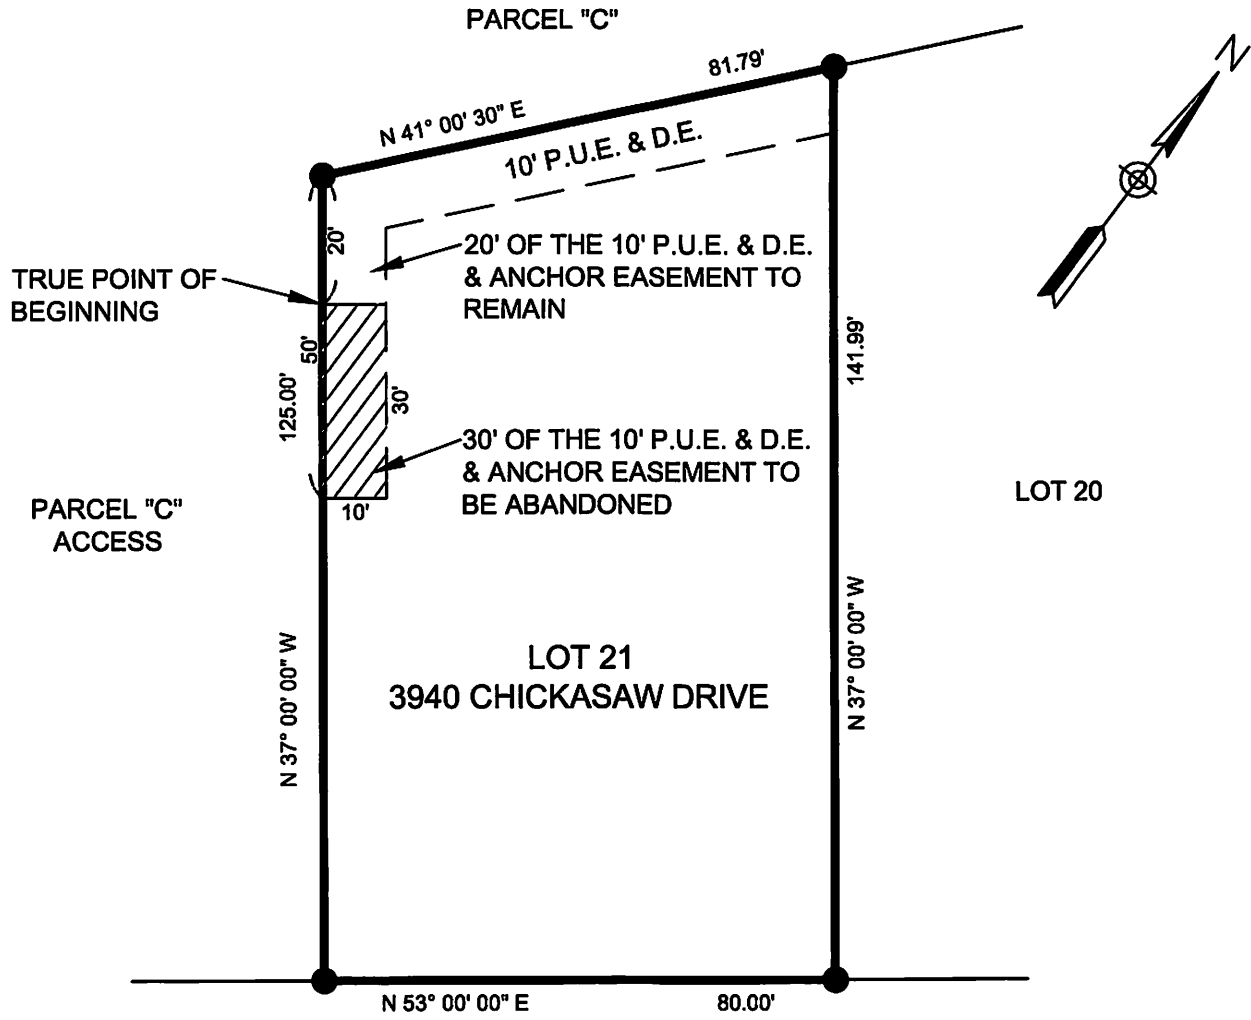 PARCEL "C"
N
81.79'
N 41° 00' 30" E
10' P.U.E. & D.E.
20'
20' OF THE 10' P.U.E. & D.E.
& ANCHOR EASEMENT TO
REMAIN
TRUE POINT OF
BEGINNING
50'
125.00'
141.99'
30'
30' OF THE 10' P.U.E. & D.E.
& ANCHOR EASEMENT TO
BE ABANDONED
10'
LOT 20
PARCEL "C"
ACCESS
N 37° 00' 00" W
N 37° 00' 00" W
LOT 21
3940 CHICKASAW DRIVE
N 53° 00' 00" E
80.00'